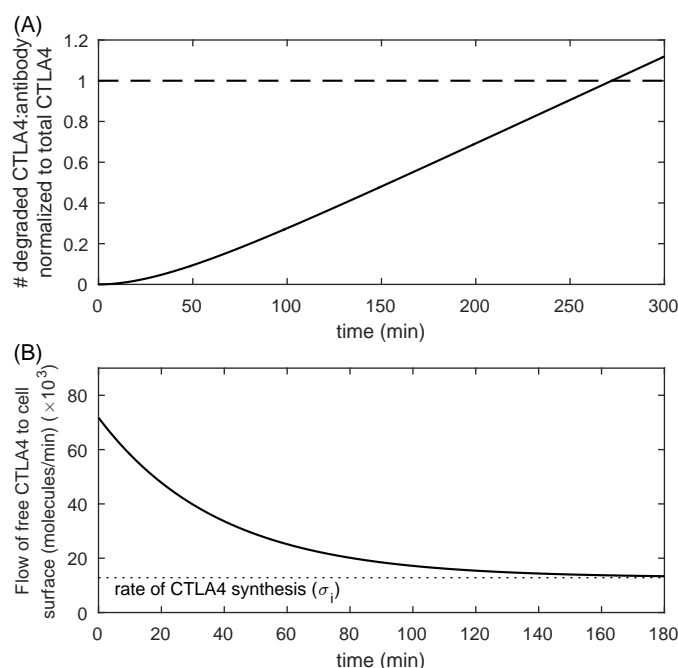 (A)
# degraded CTLA4:antibody
normalized to total CTLA4
1.2
1
0.8
0.6
0.4
0.2
0
0 50 100 150 200 250 300
time (min)
(B)
Flow of free CTLA4 to cell
surface (molecules/min) (×10³)
80
60
40
20
0
rate of CTLA4 synthesis (σᵢ)
0 20 40 60 80 100 120 140 160 180
time (min)